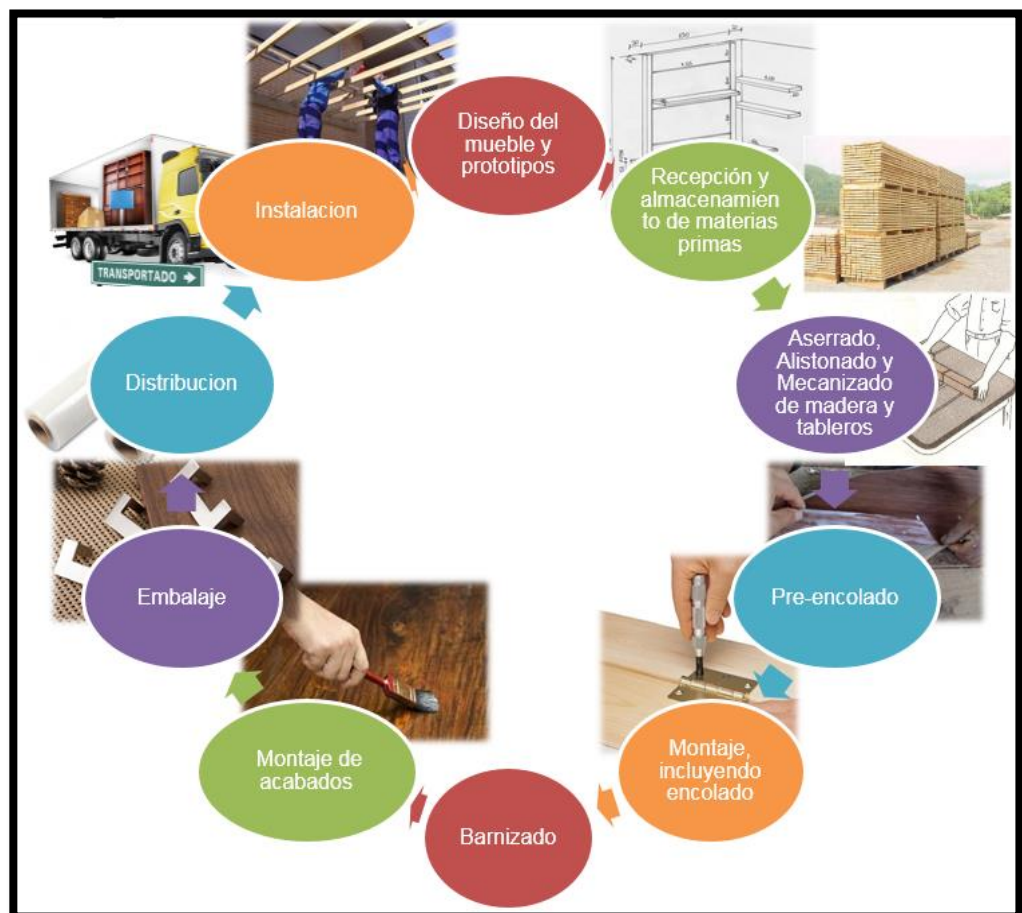 Diseño del
mueble y
prototipos
Recepción y
almacenamien
to de materias
primas
Aserrado,
Alistonado y
Mecanizado
de madera y
tableros
Pre-encolado
Montaje,
incluyendo
encolado
Barnizado
Montaje de
acabados
Embalaje
Distribucion
Instalacion
TRANSPORTADO